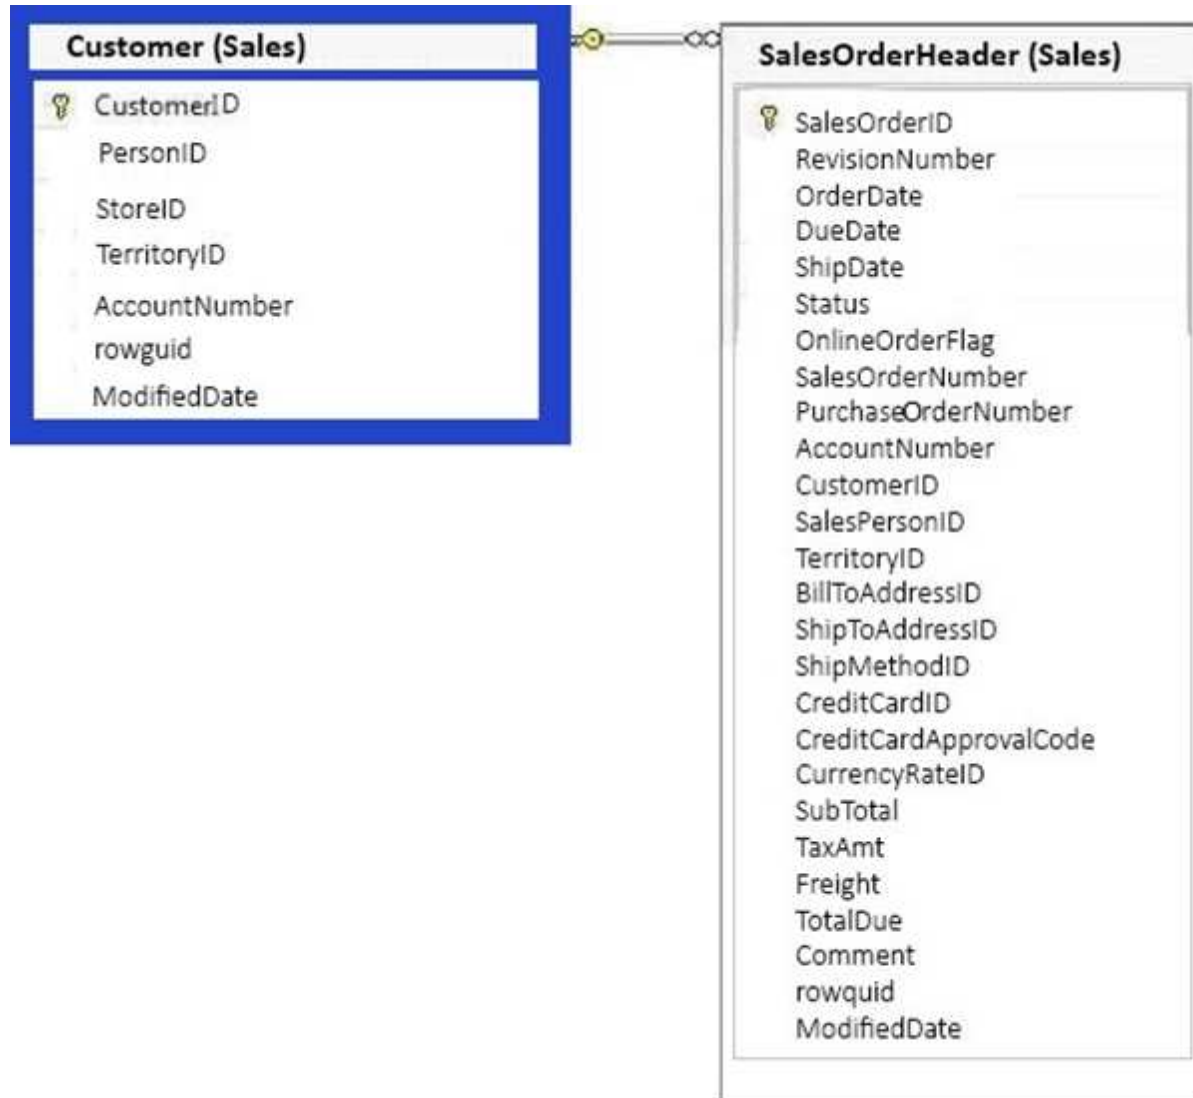 Customer (Sales)
CustomerID
PersonID
StoreID
TerritoryID
AccountNumber
rowguid
ModifiedDate
SalesOrderHeader (Sales)
SalesOrderID
RevisionNumber
OrderDate
DueDate
ShipDate
Status
OnlineOrderFlag
SalesOrderNumber
PurchaseOrderNumber
AccountNumber
CustomerID
SalesPersonID
TerritoryID
BillToAddressID
ShipToAddressID
ShipMethodID
CreditCardID
CreditCardApprovalCode
CurrencyRateID
SubTotal
TaxAmt
Freight
TotalDue
Comment
rowquid
ModifiedDate